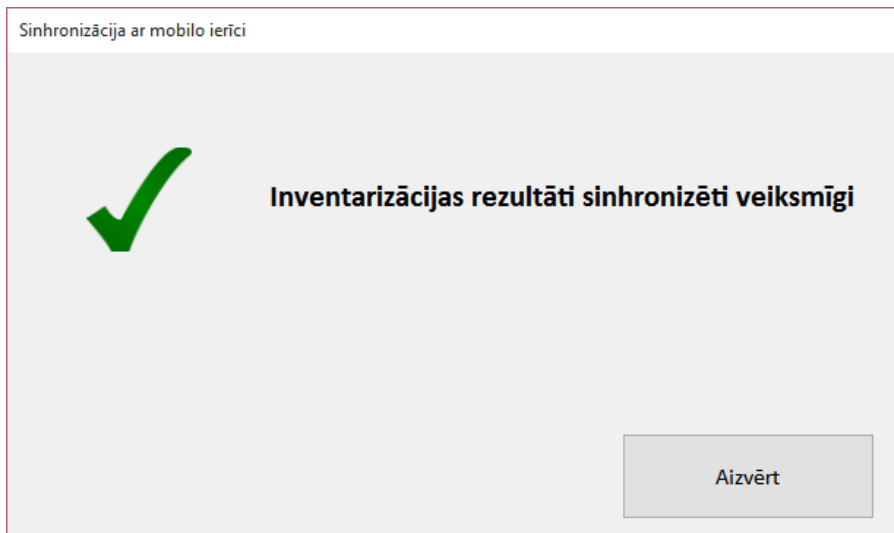 Sinhronizācija ar mobilo ierīci
Inventarizācijas rezultāti sinhronizēti veiksmīgi
Aizvērt